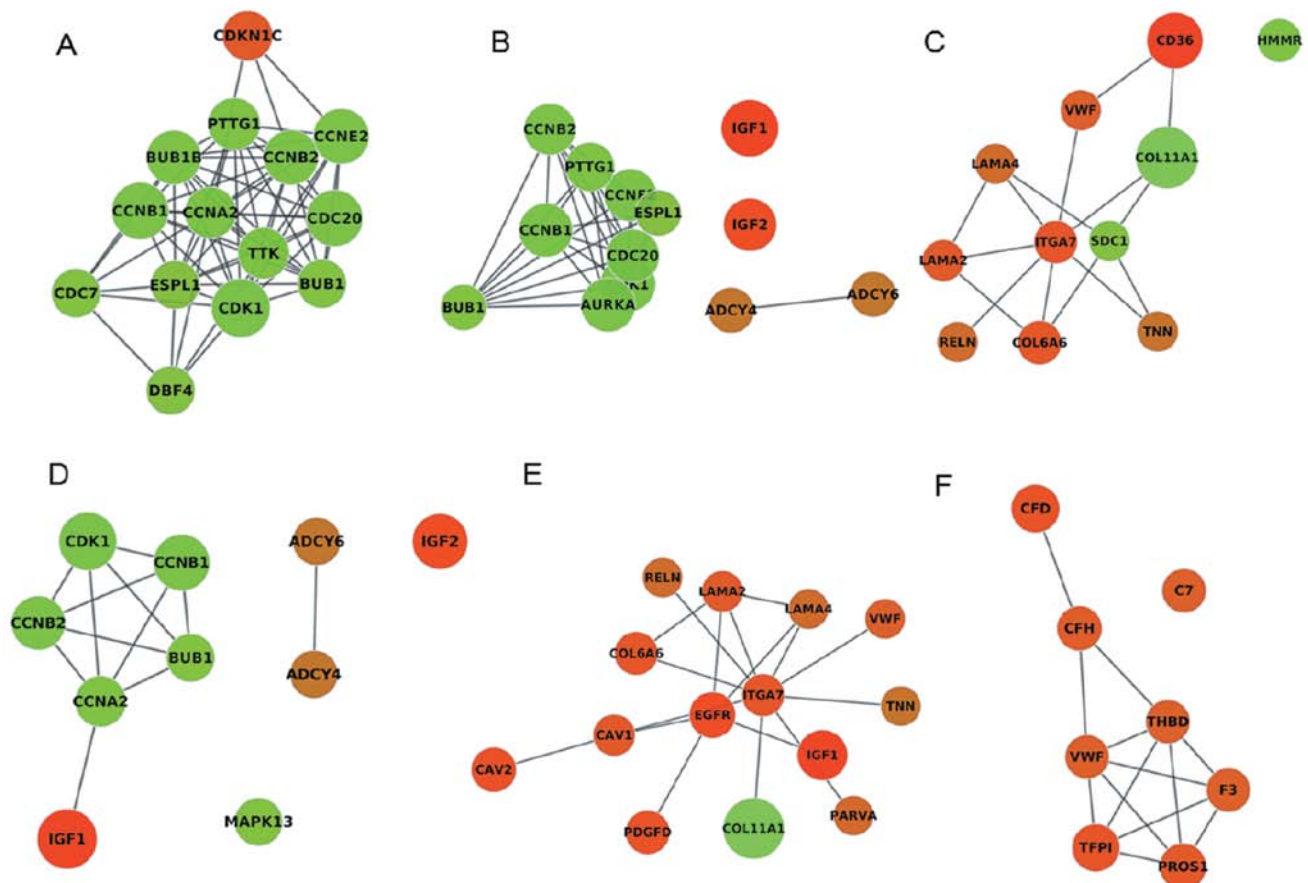 A
CDKN1C
PTTG1
CCNE2
BUB1B
CCNB2
CCNB1
CCNA2
CDC20
TTK
CDC7
ESPL1
BUB1
CDK1
DBF4
B
CCNB2
PTTG1
ESPL1
CCNB1
CDC20
BUB1
AURKA
IGF1
IGF2
ADCY6
ADCY4
C
CD36
HMMR
VWF
COL11A1
LAMA4
ITGA7
SDC1
LAMA2
RELN
COL6A6
TNN
D
CDK1
CCNB1
CCNB2
BUB1
CCNA2
IGF1
ADCY6
ADCY4
IGF2
MAPK13
E
RELN
LAMA2
LAMA4
VWF
COL6A6
ITGA7
EGFR
TNN
CAV1
IGF1
CAV2
PDGFD
COL11A1
PARVA
F
CFD
C7
CFH
THBD
VWF
F3
TFPI
PROS1